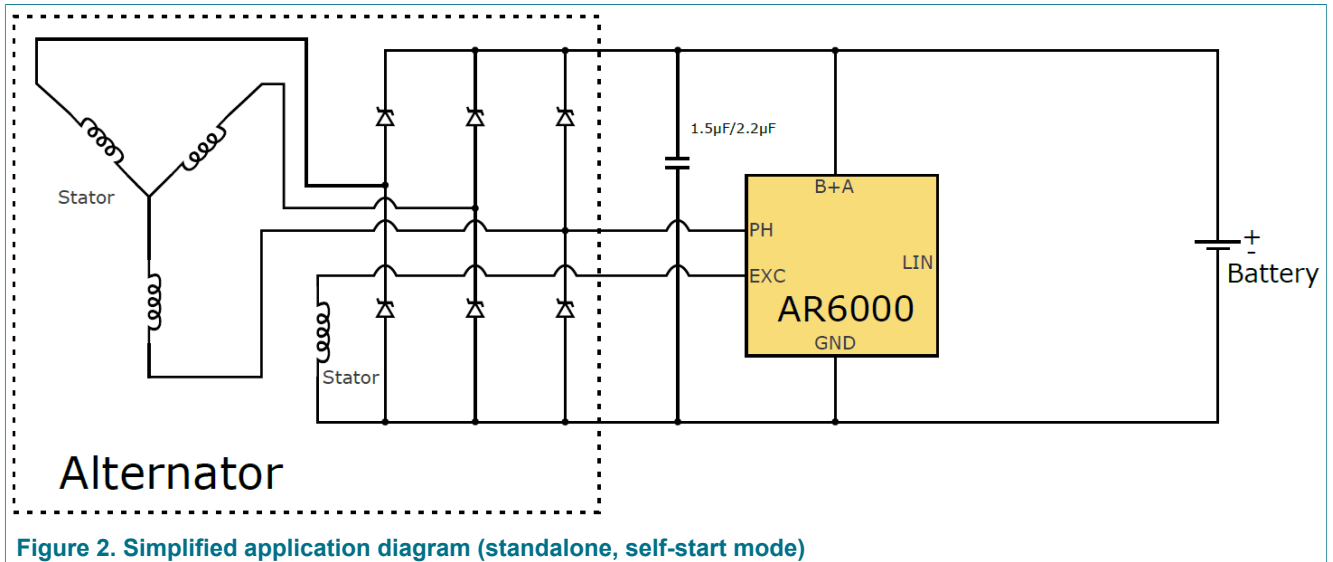 1.5µF/2.2µF
B+A
Stator
PH
+
-
LIN
EXC
Battery
AR6000
GND
Stator
Alternator
Figure 2. Simplified application diagram (standalone, self-start mode)